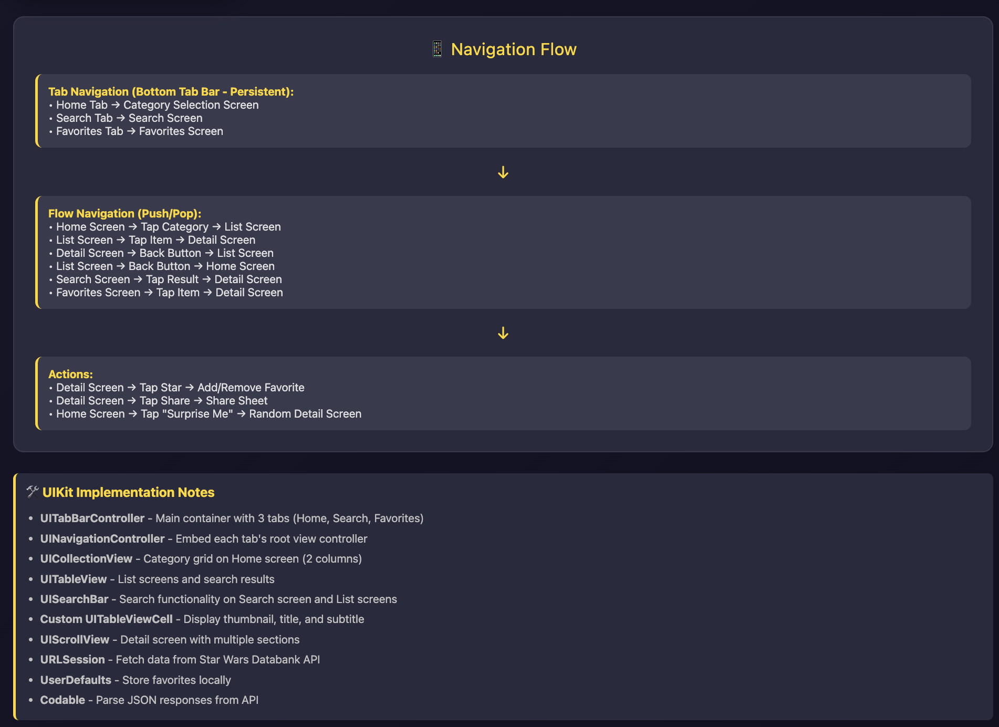 📱 Navigation Flow
Tab Navigation (Bottom Tab Bar - Persistent):
• Home Tab → Category Selection Screen
• Search Tab → Search Screen
• Favorites Tab → Favorites Screen
↓
Flow Navigation (Push/Pop):
• Home Screen → Tap Category → List Screen
• List Screen → Tap Item → Detail Screen
• Detail Screen → Back Button → List Screen
• List Screen → Back Button → Home Screen
• Search Screen → Tap Result → Detail Screen
• Favorites Screen → Tap Item → Detail Screen
↓
Actions:
• Detail Screen → Tap Star → Add/Remove Favorite
• Detail Screen → Tap Share → Share Sheet
• Home Screen → Tap "Surprise Me" → Random Detail Screen
🛠 UIKit Implementation Notes
• UITabBarController - Main container with 3 tabs (Home, Search, Favorites)
• UINavigationController - Embed each tab's root view controller
• UICollectionView - Category grid on Home screen (2 columns)
• UITableView - List screens and search results
• UISearchBar - Search functionality on Search screen and List screens
• Custom UITableViewCell - Display thumbnail, title, and subtitle
• UIScrollView - Detail screen with multiple sections
• URLSession - Fetch data from Star Wars Databank API
• UserDefaults - Store favorites locally
• Codable - Parse JSON responses from API